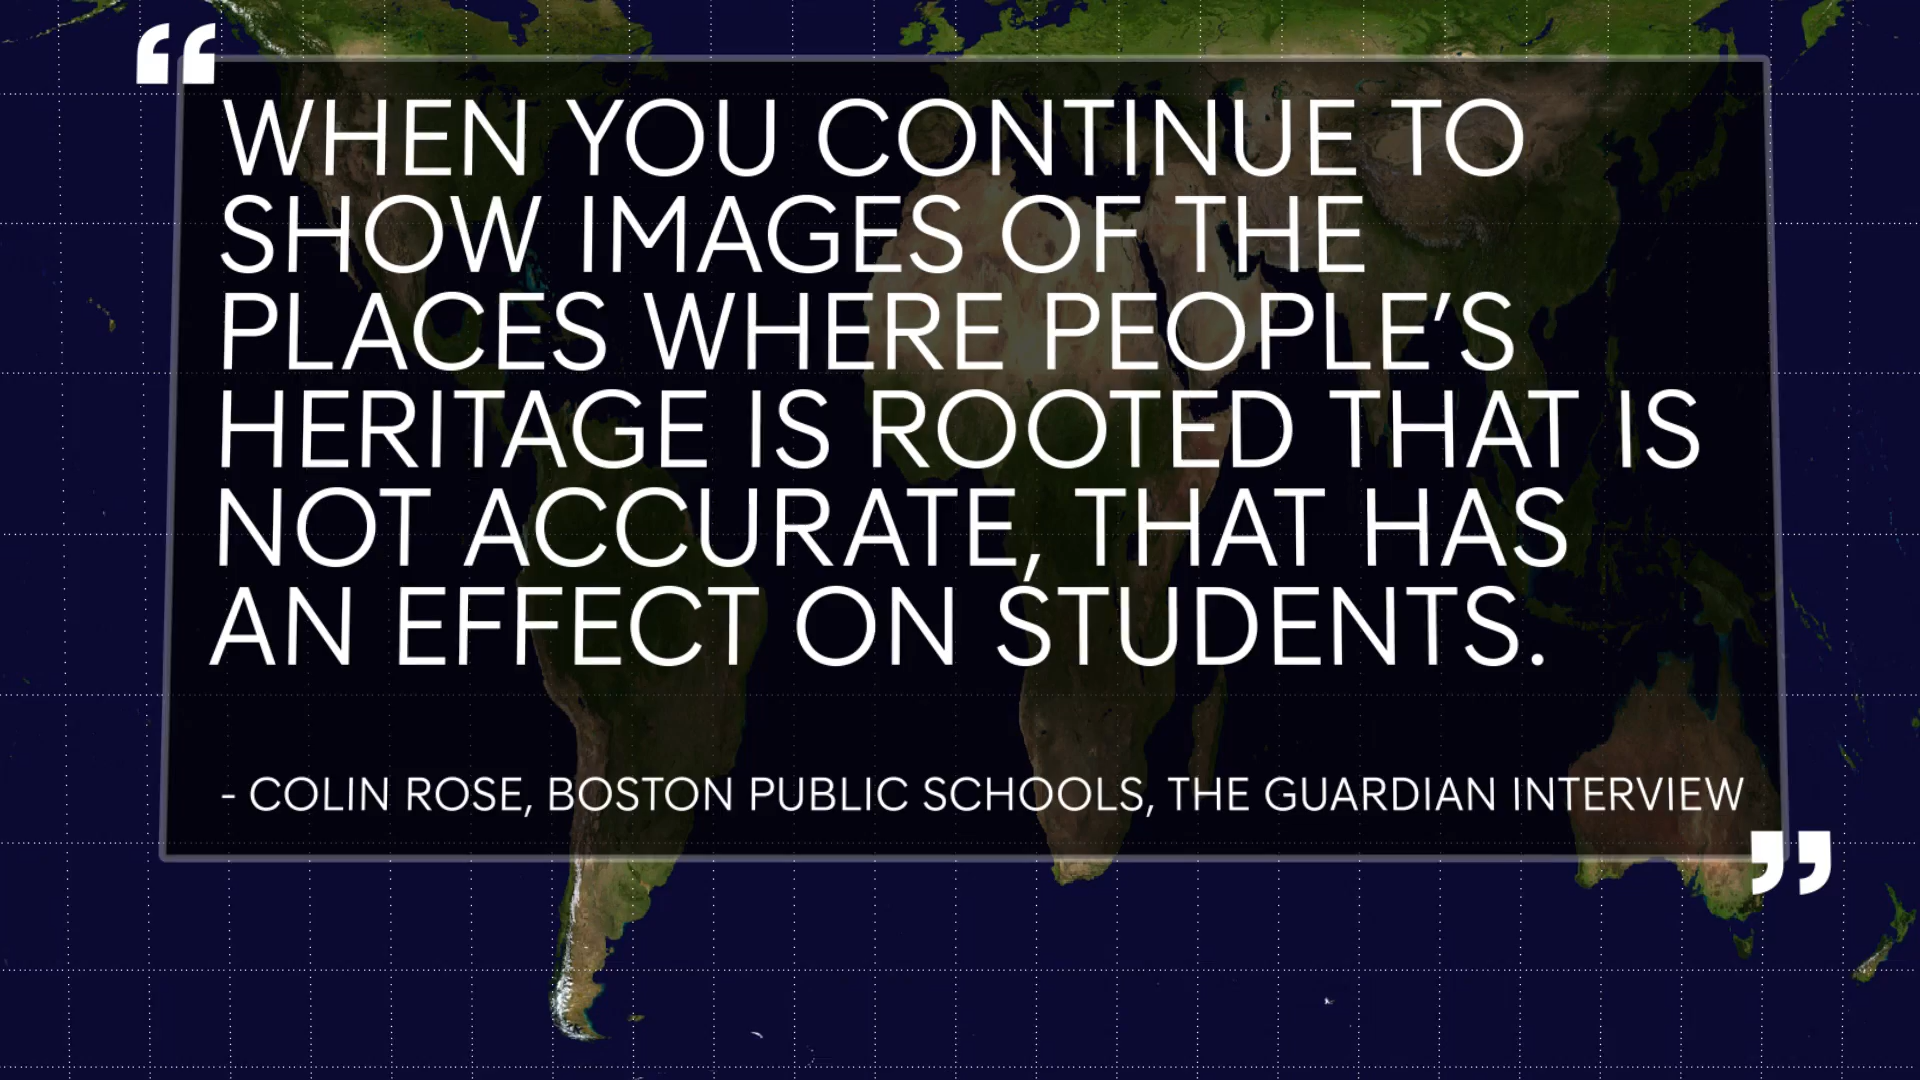 “
WHEN YOU CONTINUE TO
SHOW IMAGES OF THE
PLACES WHERE PEOPLE’S
HERITAGE IS ROOTED THAT IS
NOT ACCURATE, THAT HAS
AN EFFECT ON STUDENTS.
- COLIN ROSE, BOSTON PUBLIC SCHOOLS, THE GUARDIAN INTERVIEW
”